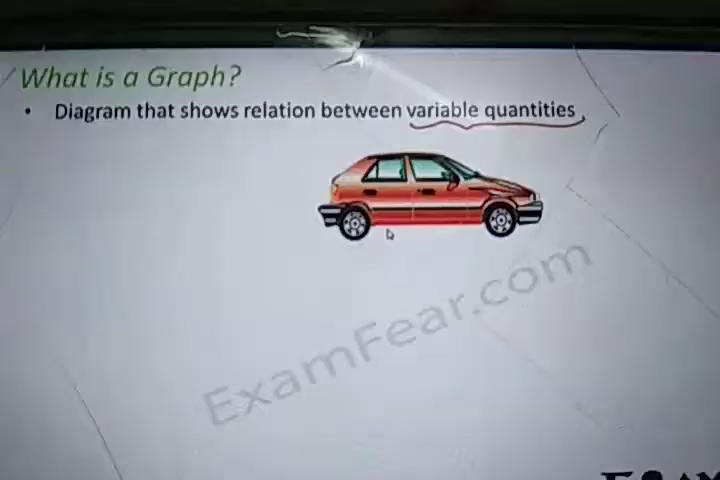 What is a Graph?
• Diagram that shows relation between variable quantities
ExamFear.com